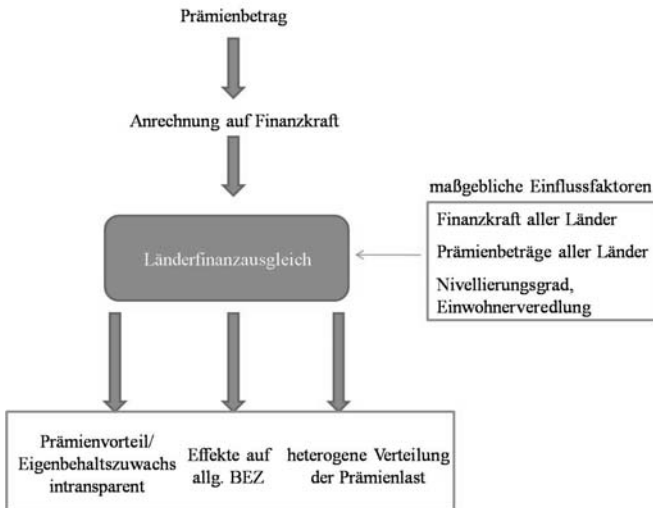 Prämienbetrag
Anrechnung auf Finanzkraft
maßgebliche Einflussfaktoren
Finanzkraft aller Länder
Prämienbeträge aller Länder
Nivellierungsgrad,
Einwohnerveredlung
Länderfinanzausgleich
Prämienvorteil/
Eigenbehaltszuwachs
intransparent
Effekte auf
allg. BEZ
heterogene Verteilung
der Prämienlast